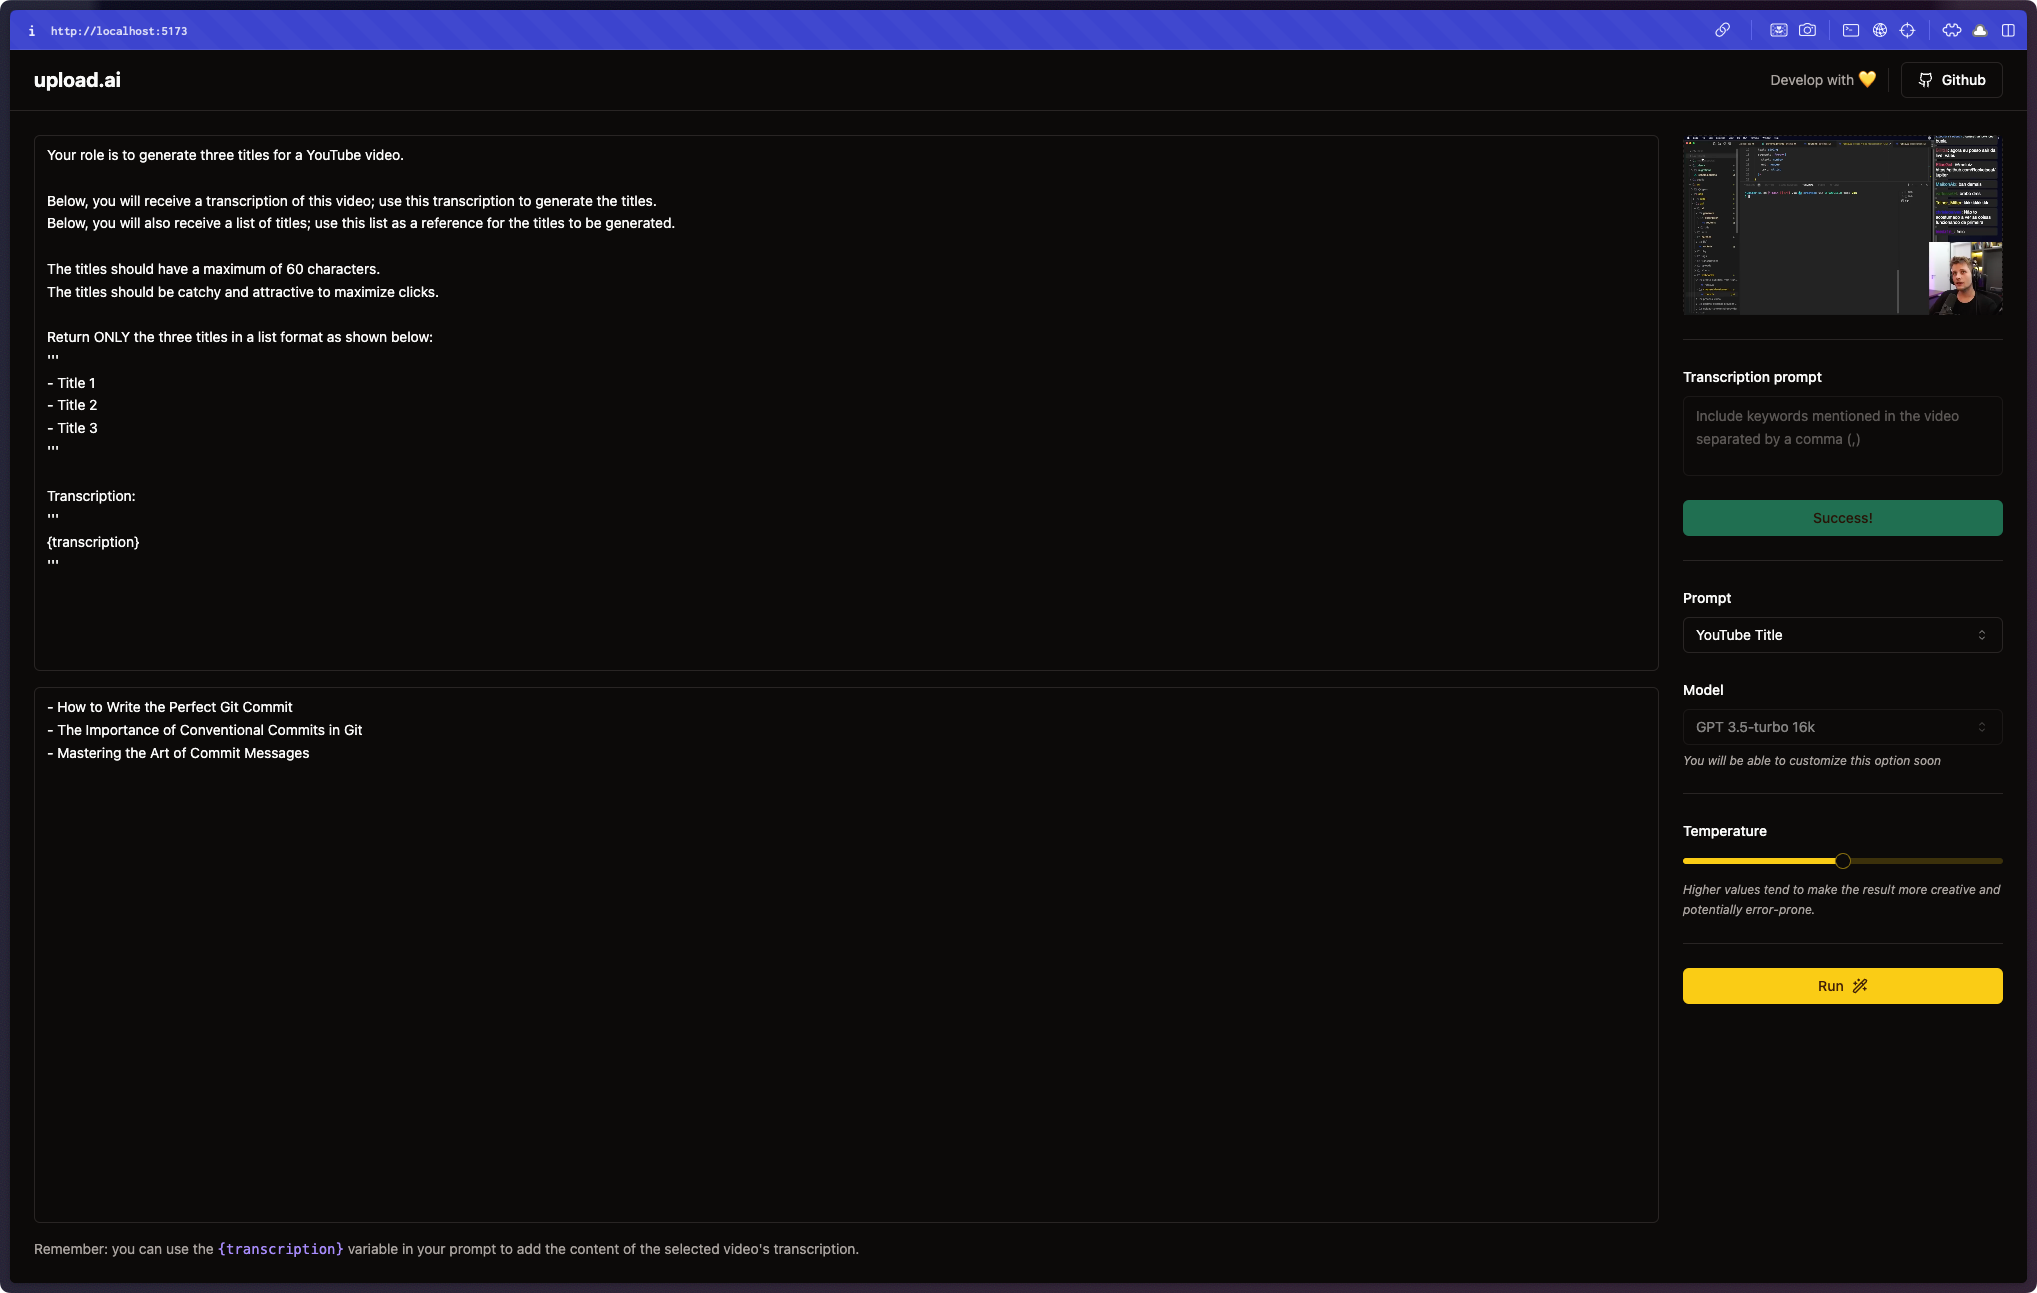 i http://localhost:5173
upload.ai
Develop with 💛
Github
Your role is to generate three titles for a YouTube video.
Below, you will receive a transcription of this video; use this transcription to generate the titles.
Below, you will also receive a list of titles; use this list as a reference for the titles to be generated.
The titles should have a maximum of 60 characters.
The titles should be catchy and attractive to maximize clicks.
Return ONLY the three titles in a list format as shown below:
'''
- Title 1
- Title 2
- Title 3
'''
Transcription:
'''
{transcription}
'''
- How to Write the Perfect Git Commit
- The Importance of Conventional Commits in Git
- Mastering the Art of Commit Messages
Remember: you can use the {transcription} variable in your prompt to add the content of the selected video's transcription.
Transcription prompt
Include keywords mentioned in the video
separated by a comma (,)
Success!
Prompt
YouTube Title
Model
GPT 3.5-turbo 16k
You will be able to customize this option soon
Temperature
Higher values tend to make the result more creative and
potentially error-prone.
Run